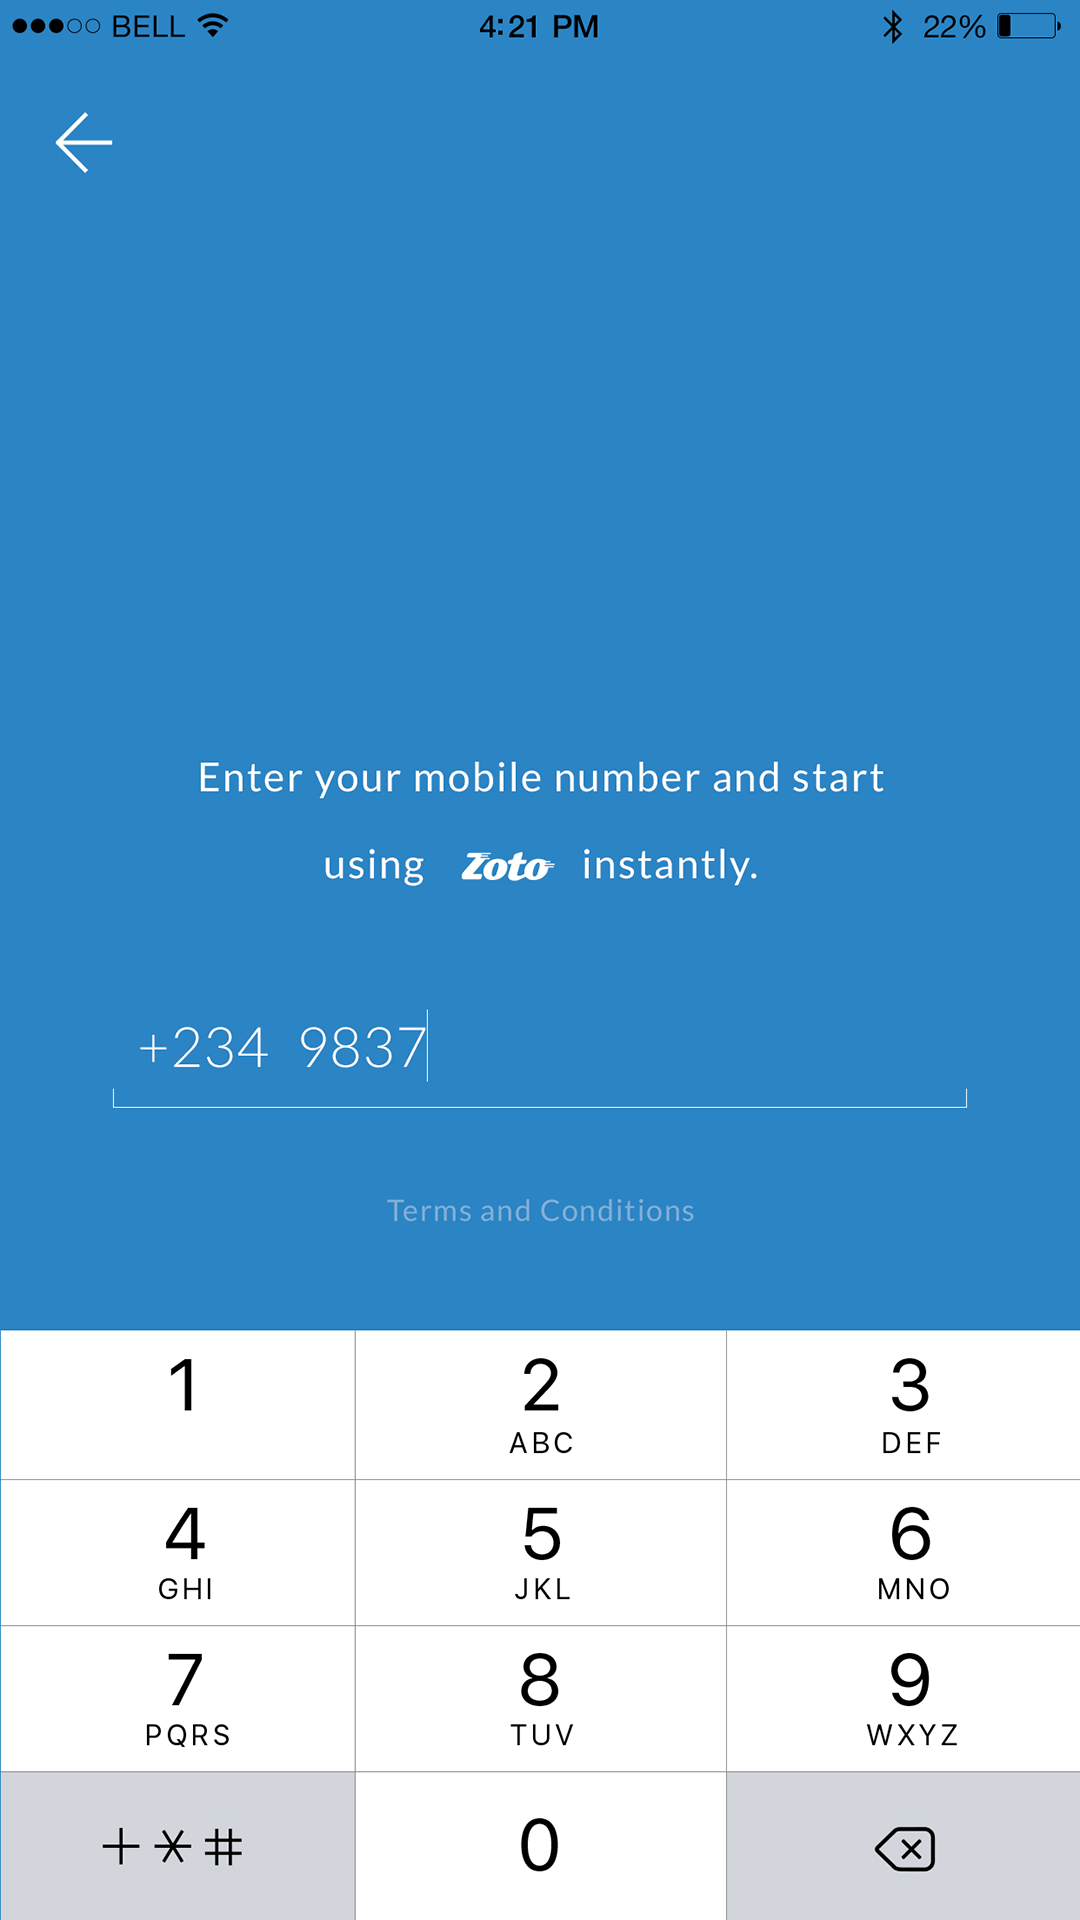 BELL 4:21 PM 22%
Enter your mobile number and start
using Zoto instantly.
+234 9837
Terms and Conditions
1 2 3
ABC DEF
4 5 6
GHI JKL MNO
7 8 9
PQRS TUV WXYZ
+ * # 0